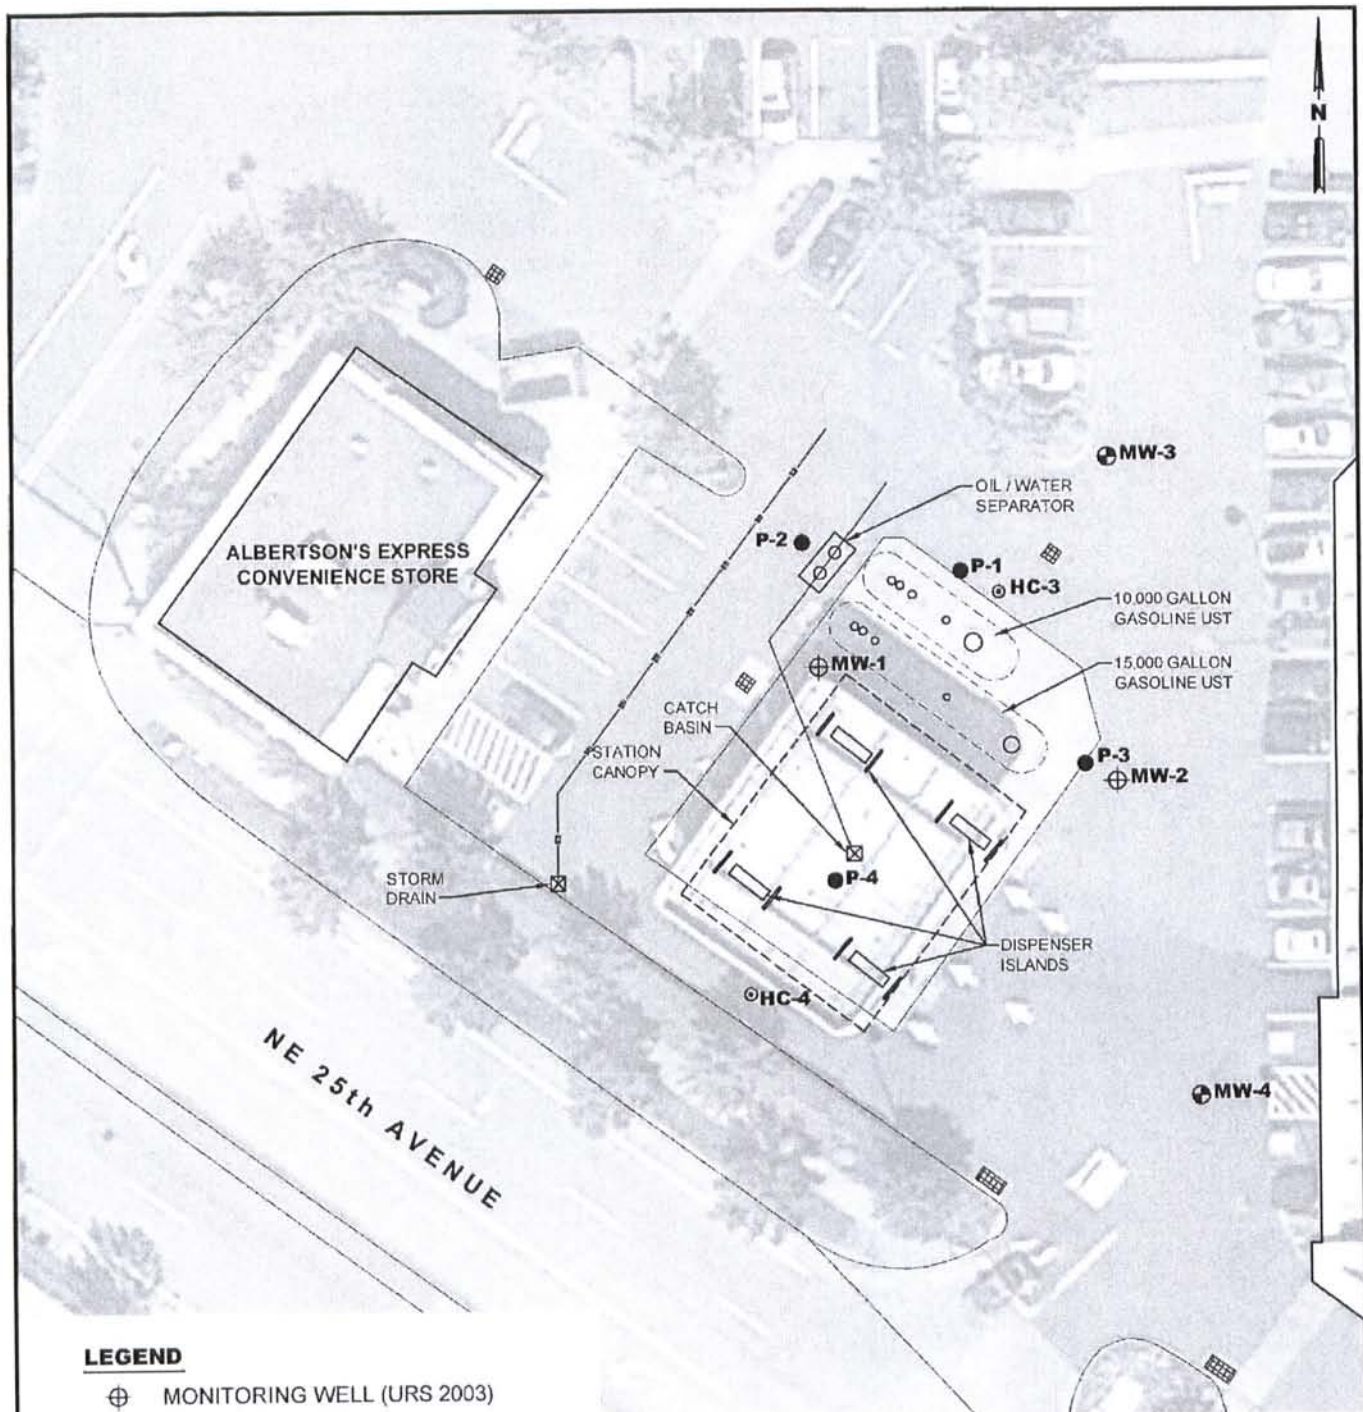 N
MW-3
OIL / WATER
SEPARATOR
P-2
P-1
HC-3
ALBERTSON'S EXPRESS
CONVENIENCE STORE
10,000 GALLON
GASOLINE UST
MW-1
15,000 GALLON
GASOLINE UST
CATCH
BASIN
STATION
CANOPY
P-3
MW-2
P-4
STORM
DRAIN
DISPENSER
ISLANDS
HC-4
NE 25th AVENUE
MW-4
LEGEND
MONITORING WELL (URS 2003)